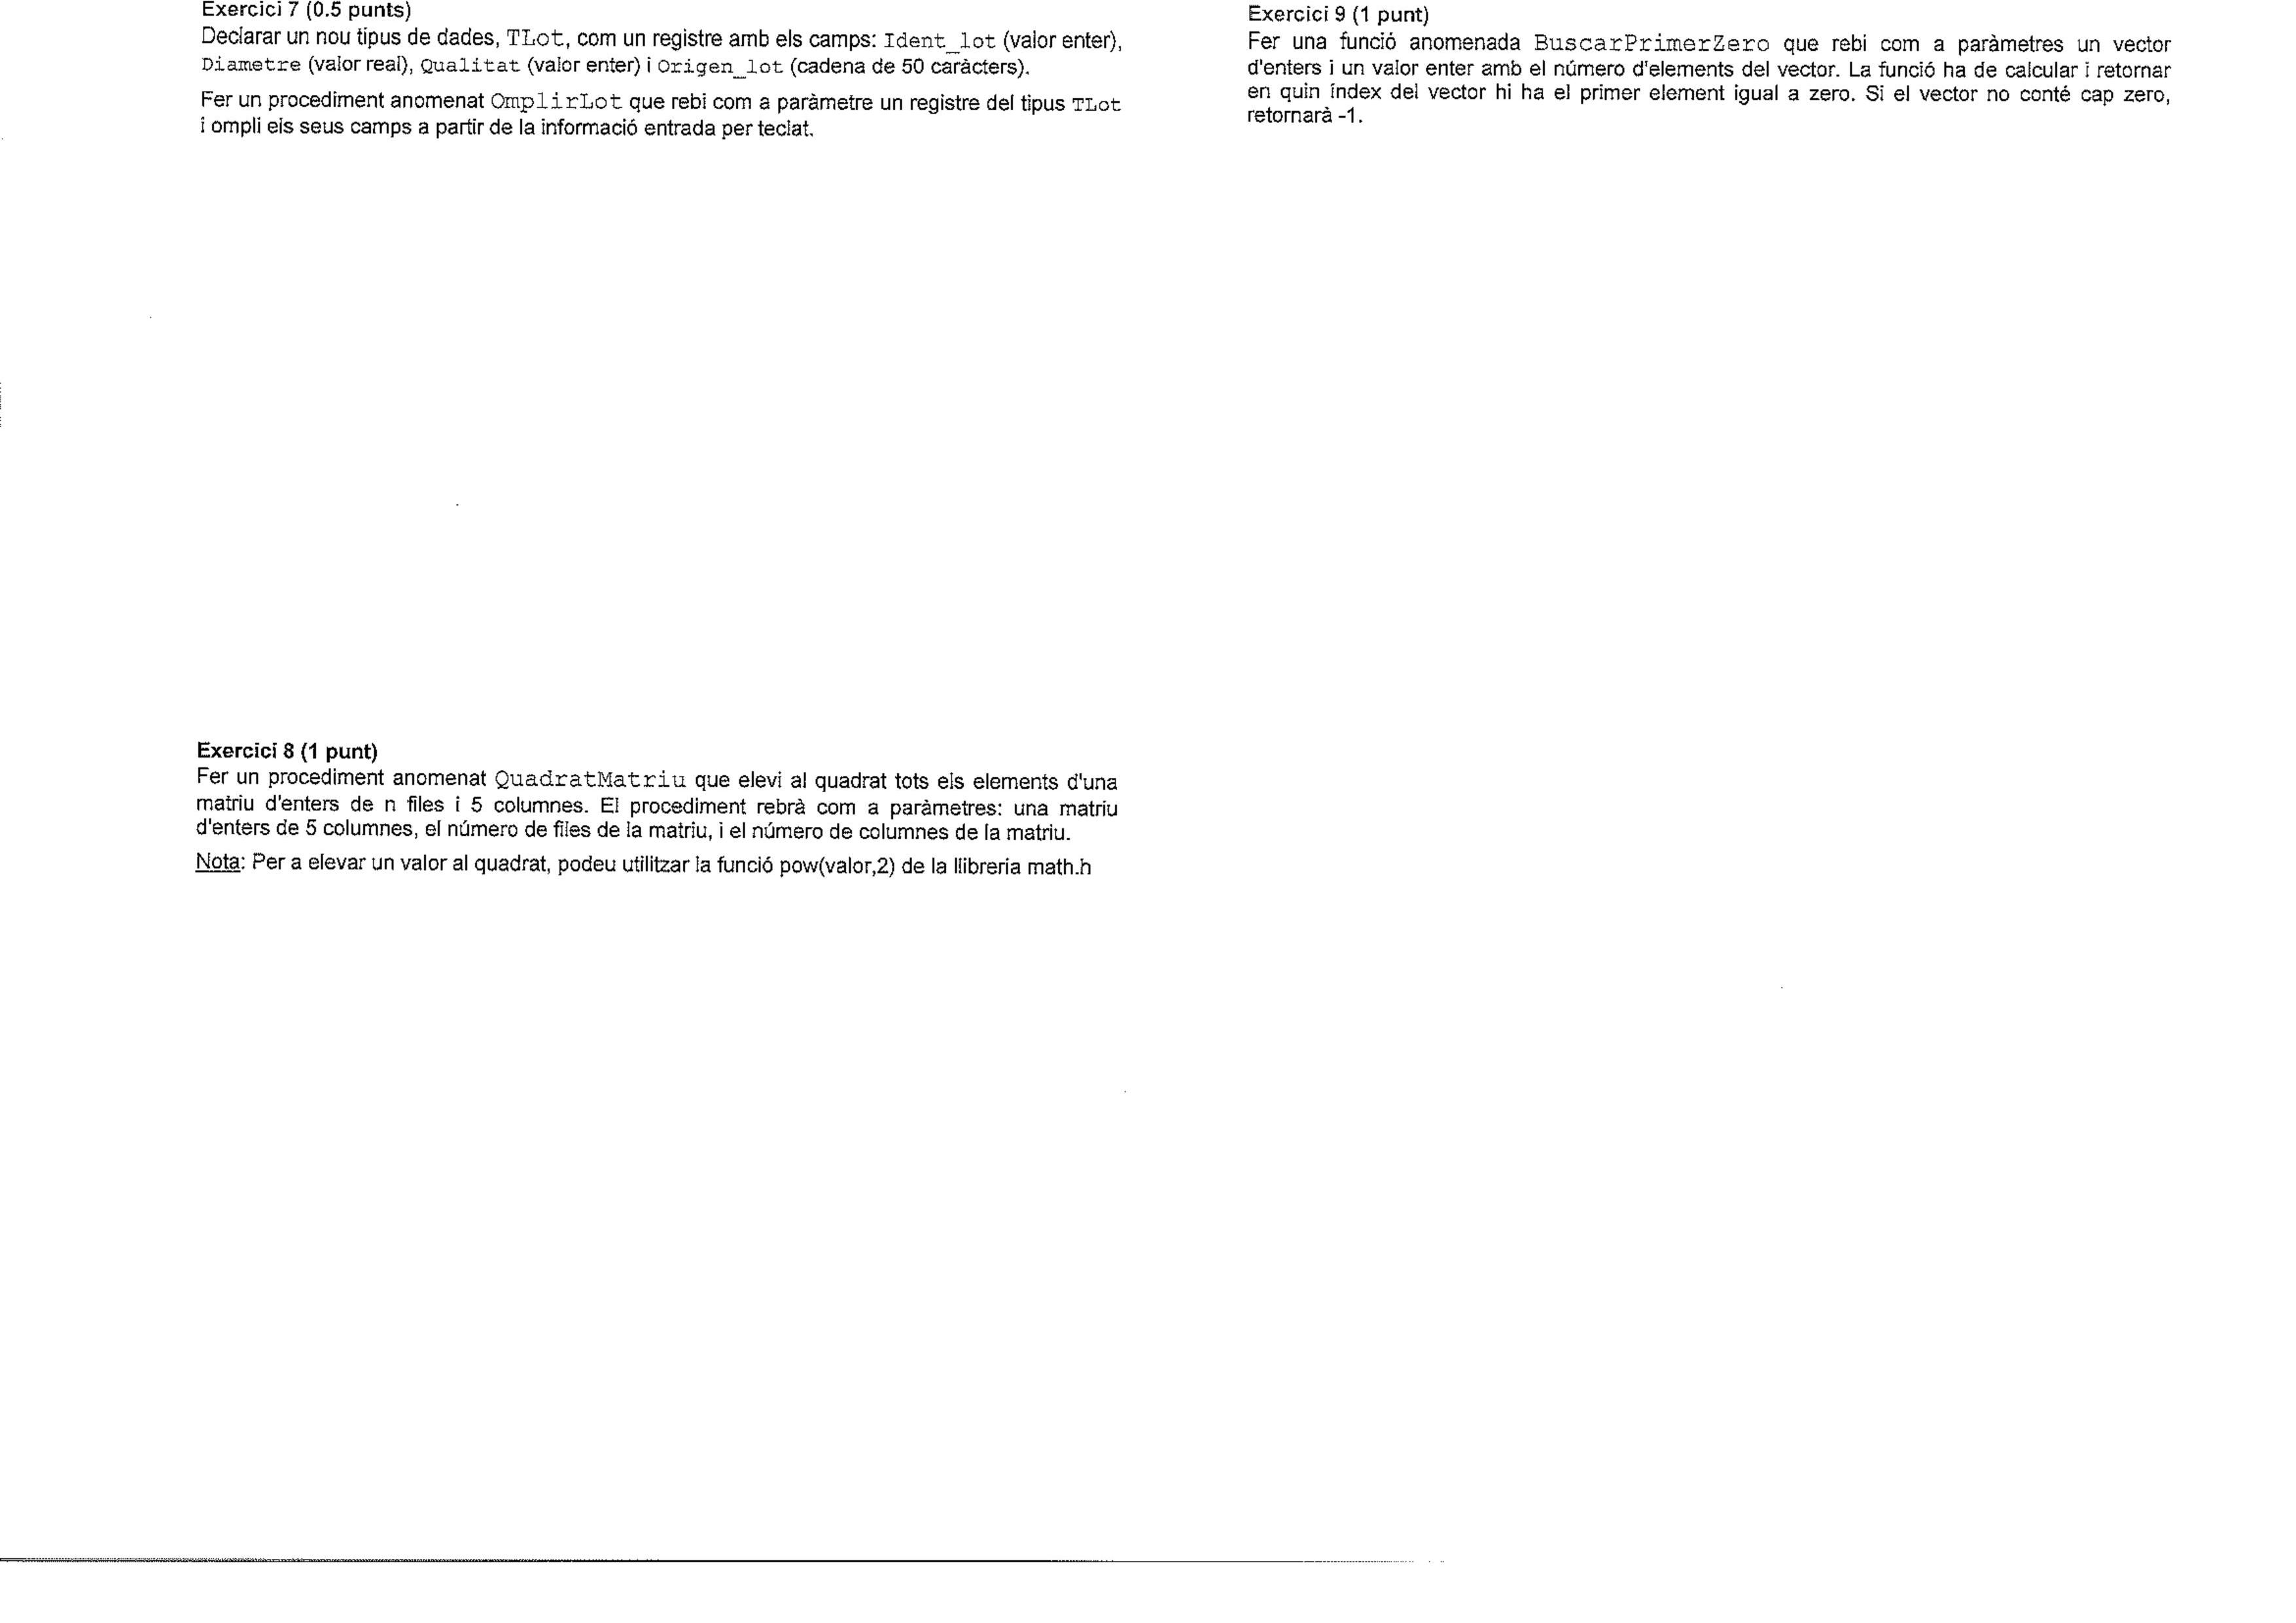 Exercici 7 (0.5 punts)
Declarar un nou tipus de dades, TLot, com un registre amb els camps: Ident_lot (valor enter),
Diametre (valor real), Qualitat (valor enter) i Origen_lot (cadena de 50 caràcters).
Fer un procediment anomenat OmplirLot que rebi com a paràmetre un registre del tipus TLot
i ompli els seus camps a partir de la informació entrada per teclat.
Exercici 8 (1 punt)
Fer un procediment anomenat QuadratMatriu que elevi al quadrat tots els elements d'una
matriu d'enters de n files i 5 columnes. El procediment rebrà com a paràmetres: una matriu
d'enters de 5 columnes, el número de files de la matriu, i el número de columnes de la matriu.
Nota: Per a elevar un valor al quadrat, podeu utilitzar la funció pow(valor,2) de la llibreria math.h
Exercici 9 (1 punt)
Fer una funció anomenada BuscarPrimerZero que rebi com a paràmetres un vector
d'enters i un valor enter amb el número d'elements del vector. La funció ha de calcular i retornar
en quin índex del vector hi ha el primer element igual a zero. Si el vector no conté cap zero,
retornarà -1.